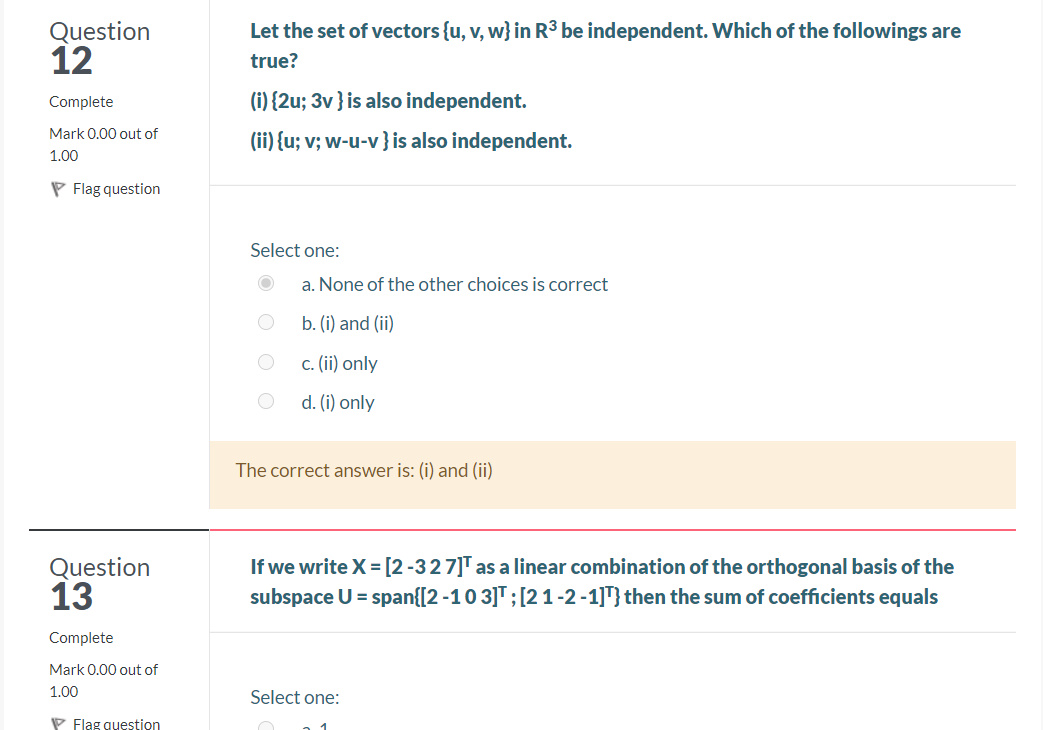 Question
12
Complete
Mark 0.00 out of
1.00
Flag question
Let the set of vectors {u, v, w} in R³ be independent. Which of the followings are
true?
(i) {2u; 3v } is also independent.
(ii) {u; v; w-u-v } is also independent.
Select one:
a. None of the other choices is correct
b. (i) and (ii)
c. (ii) only
d. (i) only
The correct answer is: (i) and (ii)
Question
13
Complete
Mark 0.00 out of
1.00
Flag question
If we write X = [2 -3 2 7]ᵀ as a linear combination of the orthogonal basis of the
subspace U = span{[2 -1 0 3]ᵀ ; [2 1 -2 -1]ᵀ} then the sum of coefficients equals
Select one:
a. 1